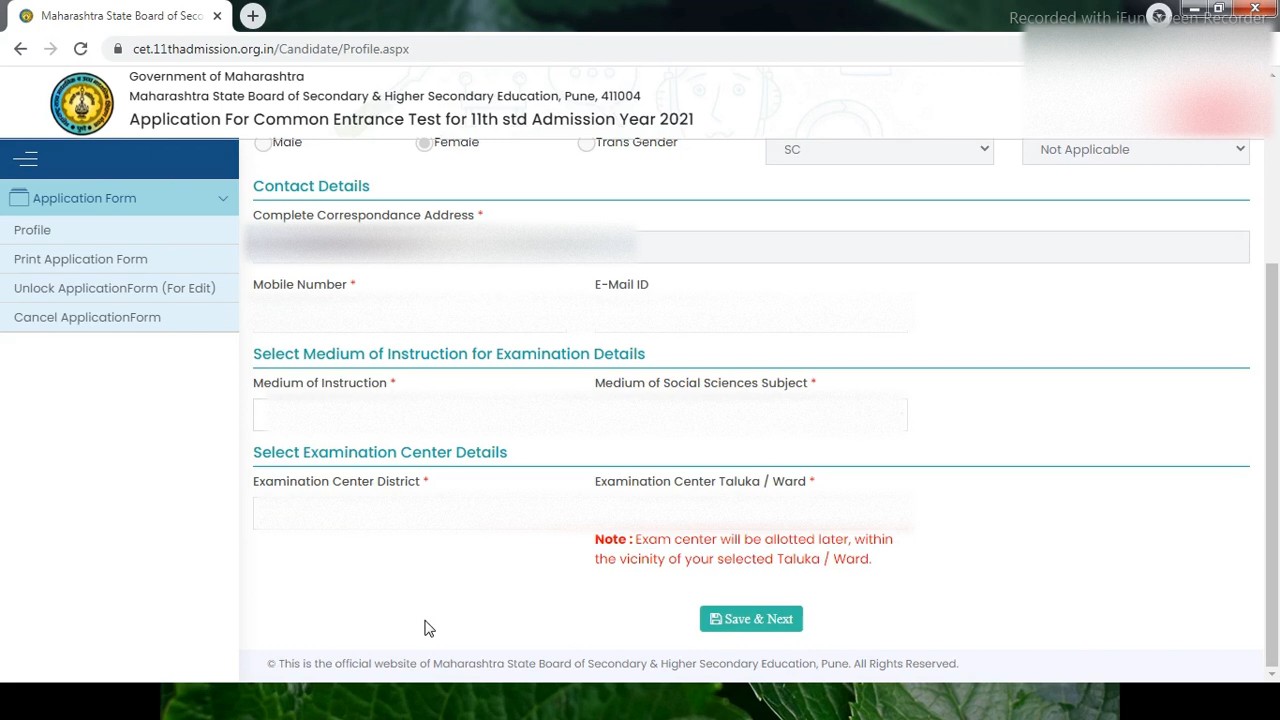 Maharashtra State Board of Seco
Recorded with iFun Screen Recorder
cet.11thadmission.org.in/Candidate/Profile.aspx
Government of Maharashtra
Maharashtra State Board of Secondary & Higher Secondary Education, Pune, 411004
Application For Common Entrance Test for 11th std Admission Year 2021
Application Form
Profile
Print Application Form
Unlock ApplicationForm (For Edit)
Cancel ApplicationForm
Male Female Trans Gender SC Not Applicable
Contact Details
Complete Correspondance Address *
Mobile Number * E-Mail ID
Select Medium of Instruction for Examination Details
Medium of Instruction * Medium of Social Sciences Subject *
Select Examination Center Details
Examination Center District * Examination Center Taluka / Ward *
Note : Exam center will be allotted later, within
the vicinity of your selected Taluka / Ward.
Save & Next
© This is the official website of Maharashtra State Board of Secondary & Higher Secondary Education, Pune. All Rights Reserved.